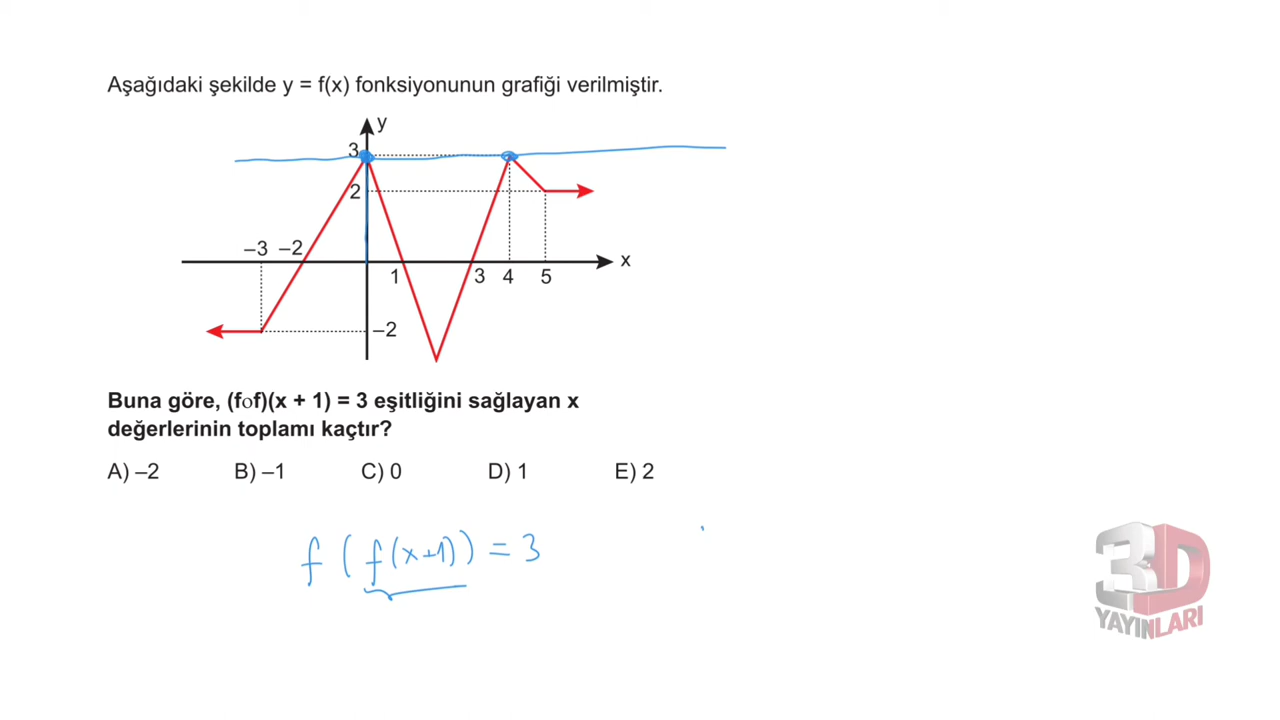 Aşağıdaki şekilde y = f(x) fonksiyonunun grafiği verilmiştir.
y
3
2
–3 –2
x
1 3 4 5
–2
Buna göre, (fof)(x + 1) = 3 eşitliğini sağlayan x
değerlerinin toplamı kaçtır?
A) –2 B) –1 C) 0 D) 1 E) 2
f ( f(x+1) ) = 3
3D
YAYINLARI